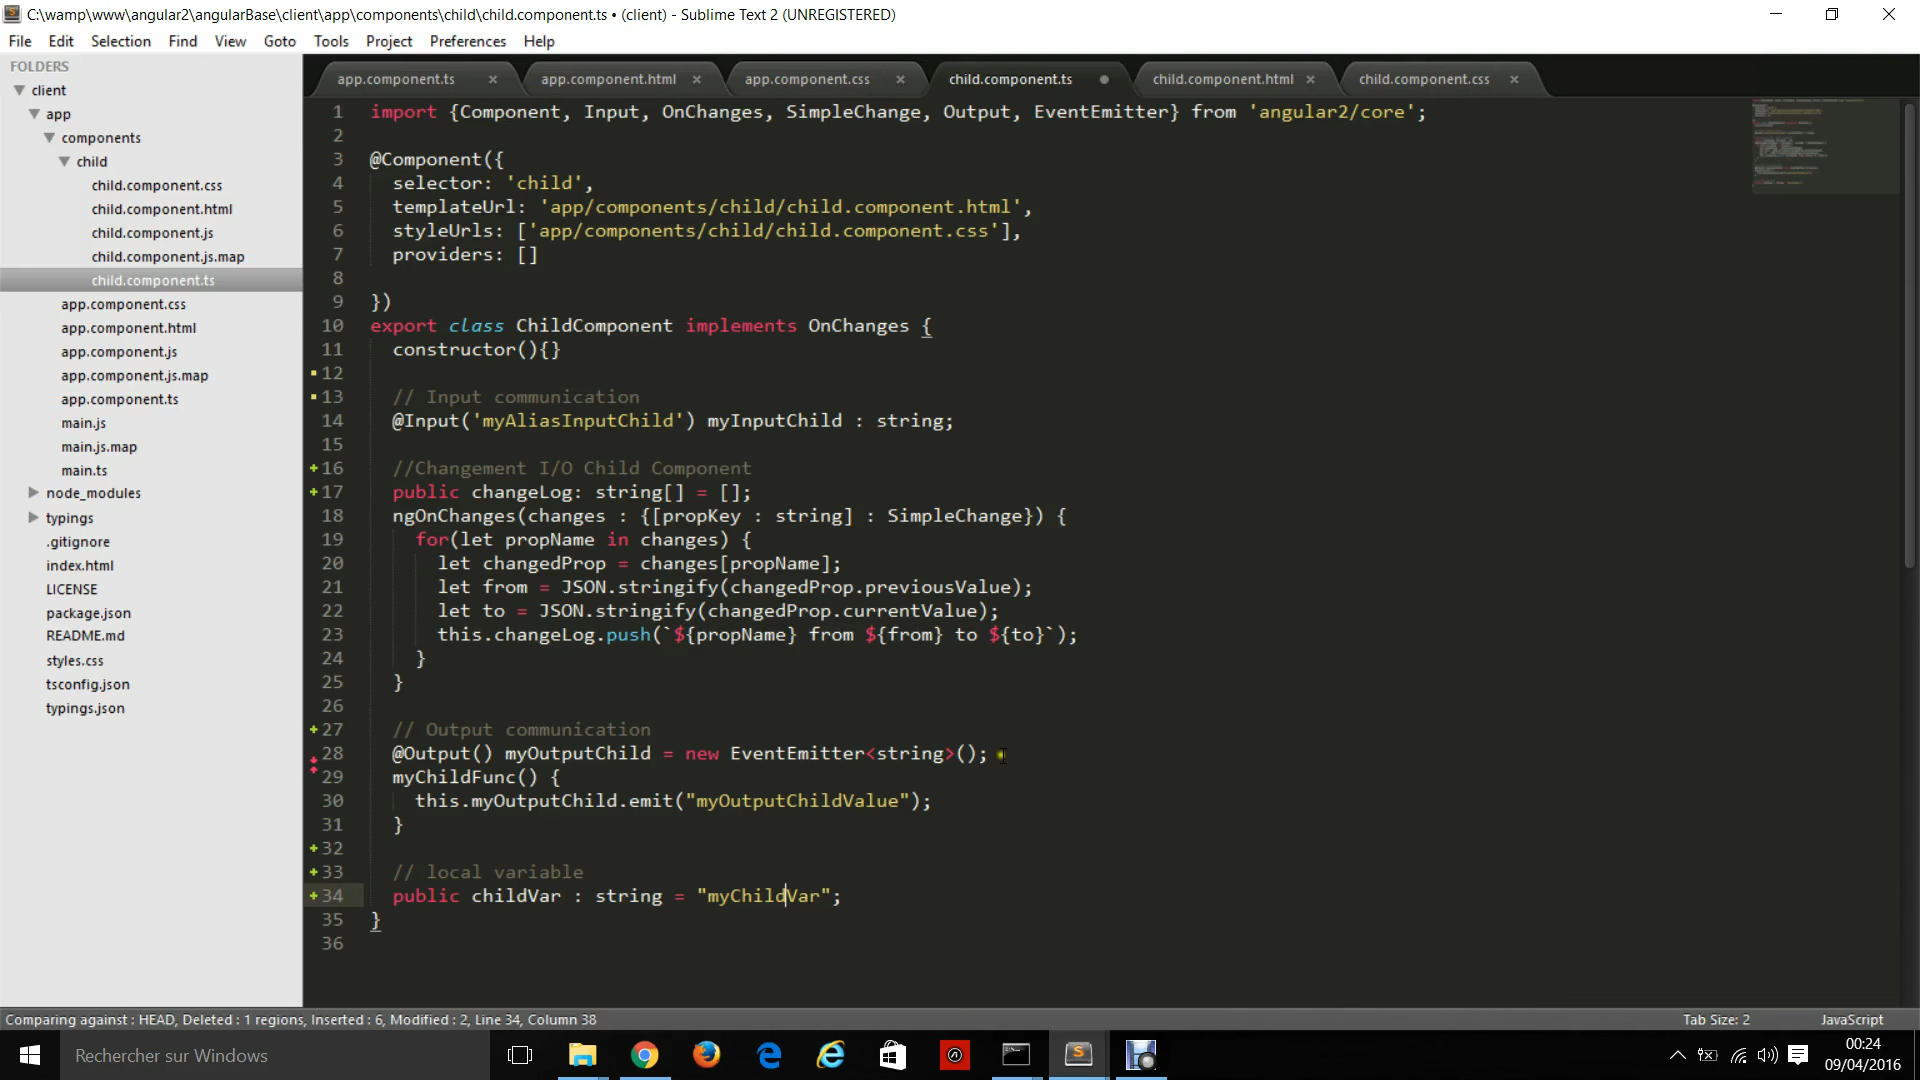 C:\wamp\www\angular2\angularBase\client\app\components\child\child.component.ts • (client) - Sublime Text 2 (UNREGISTERED)
File Edit Selection Find View Goto Tools Project Preferences Help
FOLDERS
client
app
components
child
child.component.css
child.component.html
child.component.js
child.component.js.map
child.component.ts
app.component.css
app.component.html
app.component.js
app.component.js.map
app.component.ts
main.js
main.js.map
main.ts
node_modules
typings
.gitignore
index.html
LICENSE
package.json
README.md
styles.css
tsconfig.json
typings.json
app.component.ts × app.component.html × app.component.css × child.component.ts • child.component.html × child.component.css ×
1 import {Component, Input, OnChanges, SimpleChange, Output, EventEmitter} from 'angular2/core';
2
3 @Component({
4 selector: 'child',
5 templateUrl: 'app/components/child/child.component.html',
6 styleUrls: ['app/components/child/child.component.css'],
7 providers: []
8
9 })
10 export class ChildComponent implements OnChanges {
11 constructor(){}
12
13 // Input communication
14 @Input('myAliasInputChild') myInputChild : string;
15
16 //Changement I/O Child Component
17 public changeLog: string[] = [];
18 ngOnChanges(changes : {[propKey : string] : SimpleChange}) {
19 for(let propName in changes) {
20 let changedProp = changes[propName];
21 let from = JSON.stringify(changedProp.previousValue);
22 let to = JSON.stringify(changedProp.currentValue);
23 this.changeLog.push(`${propName} from ${from} to ${to}`);
24 }
25 }
26
27 // Output communication
28 @Output() myOutputChild = new EventEmitter<string>();
29 myChildFunc() {
30 this.myOutputChild.emit("myOutputChildValue");
31 }
32
33 // local variable
34 public childVar : string = "myChildVar";
35 }
36
Comparing against : HEAD, Deleted : 1 regions, Inserted : 6, Modified : 2, Line 34, Column 38
Tab Size: 2
JavaScript
Rechercher sur Windows
00:24
09/04/2016